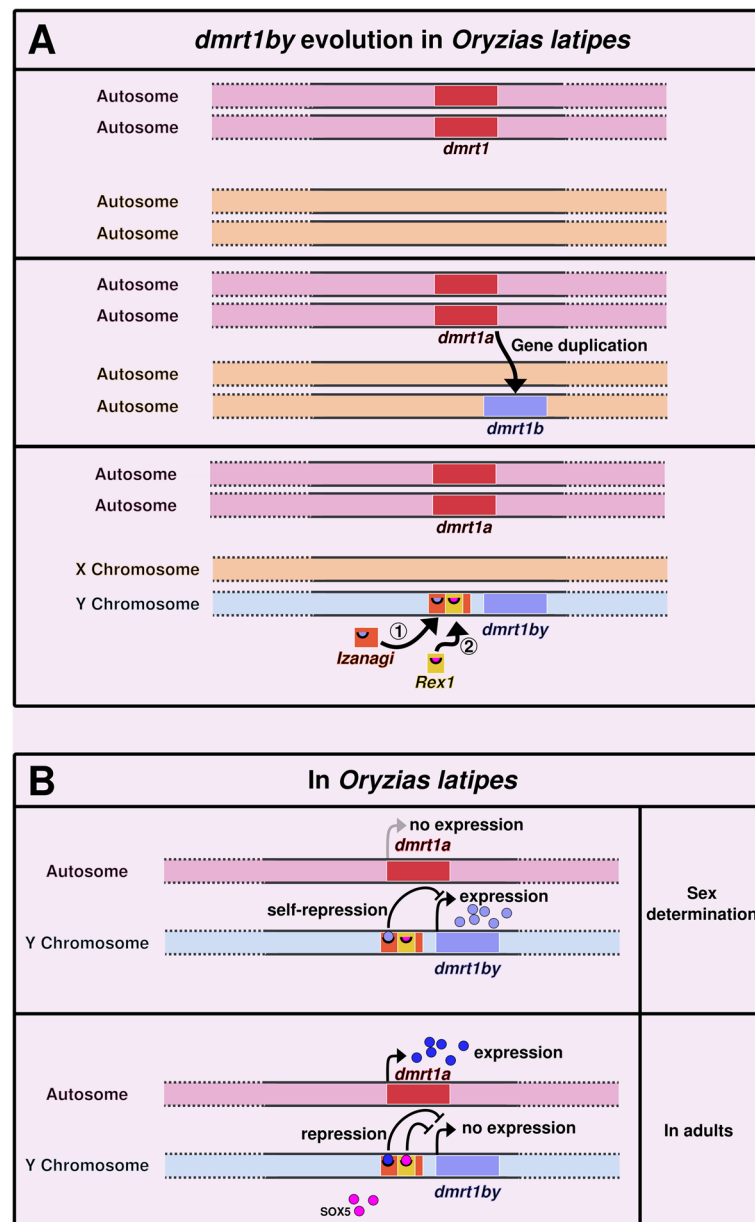 A
dmrt1by evolution in Oryzias latipes
Autosome
Autosome
dmrt1
Autosome
Autosome
Autosome
Autosome
dmrt1a
Gene duplication
Autosome
Autosome
dmrt1b
Autosome
Autosome
dmrt1a
X Chromosome
Y Chromosome
dmrt1by
1
2
Izanagi
Rex1
B
In Oryzias latipes
no expression
dmrt1a
Autosome
expression
self-repression
Y Chromosome
dmrt1by
Sex
determination
expression
dmrt1a
Autosome
no expression
repression
Y Chromosome
dmrt1by
SOX5
In adults